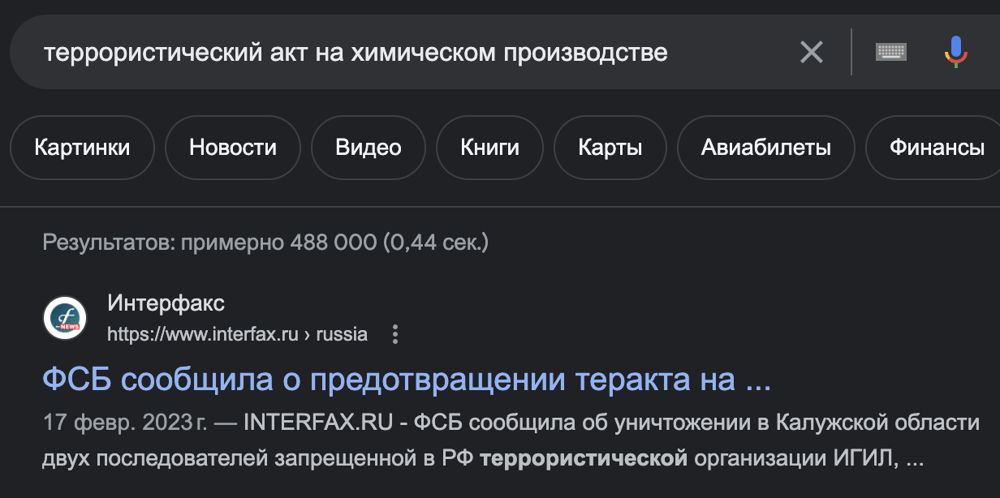 террористический акт на химическом производстве
Картинки Новости Видео Книги Карты Авиабилеты Финансы
Результатов: примерно 488 000 (0,44 сек.)
Интерфакс
NEWS
https://www.interfax.ru › russia
ФСБ сообщила о предотвращении теракта на ...
17 февр. 2023 г. — INTERFAX.RU - ФСБ сообщила об уничтожении в Калужской области
двух последователей запрещенной в РФ террористической организации ИГИЛ, ...